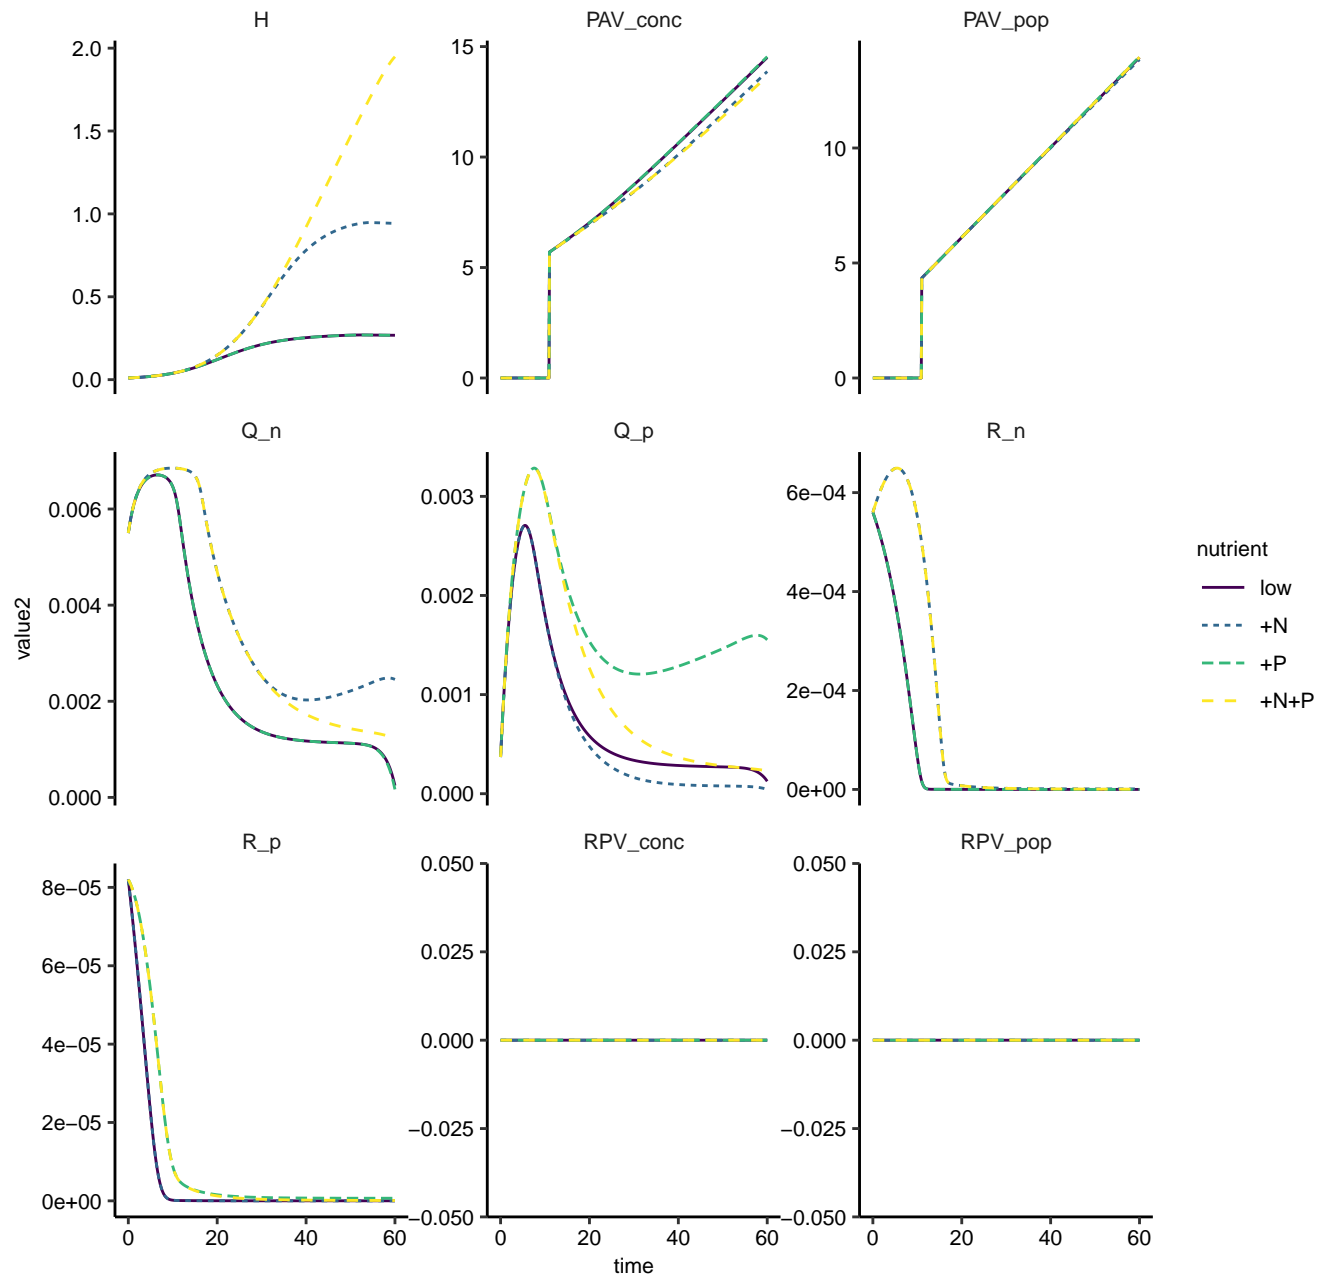 H
PAV_conc
PAV_pop
2.0
1.5
1.0
0.5
0.0
15
10
5
0
10
5
0
Q_n
Q_p
R_n
0.006
0.004
0.002
0.000
0.003
0.002
0.001
0.000
6e−04
4e−04
2e−04
0e+00
R_p
RPV_conc
RPV_pop
8e−05
6e−05
4e−05
2e−05
0e+00
0.050
0.025
0.000
−0.025
−0.050
0.050
0.025
0.000
−0.025
−0.050
0 20 40 60
0 20 40 60
0 20 40 60
time
value2
nutrient
low
+N
+P
+N+P